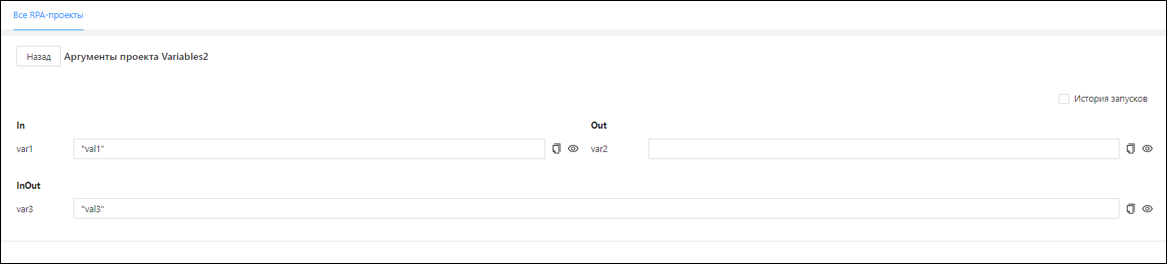 Все RPA-проекты
Назад Аргументы проекта Variables2
История запусков
In Out
var1 "val1" var2
InOut
var3 "val3"